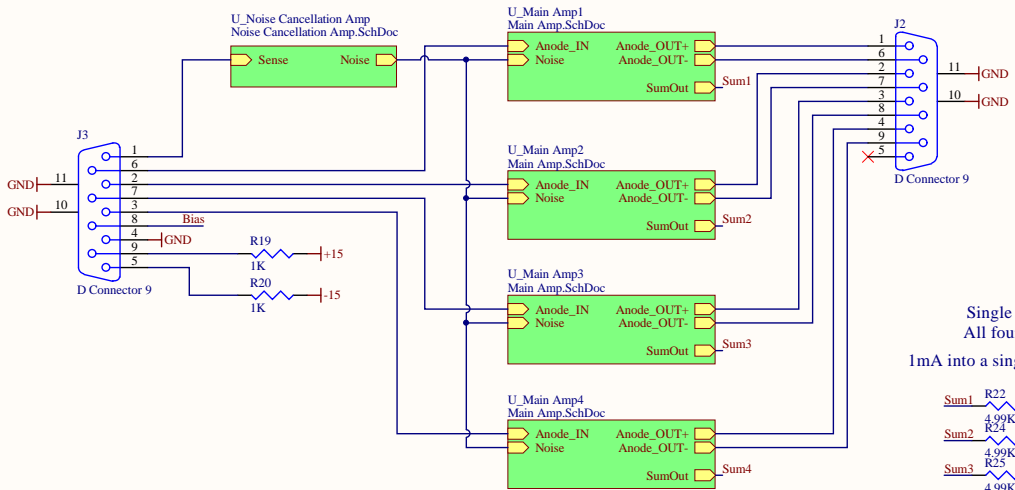 U_Noise Cancellation Amp
Noise Cancellation Amp.SchDoc
Sense
Noise
U_Main Amp1
Main Amp.SchDoc
Anode_IN
Anode_OUT+
Noise
Anode_OUT-
SumOut
Sum1
J2
1
6
2
7
3
8
4
9
5
11
GND
10
GND
D Connector 9
J3
1
6
2
7
3
8
4
9
5
11
GND
10
GND
Bias
GND
D Connector 9
R19
1K
+15
R20
1K
-15
U_Main Amp2
Main Amp.SchDoc
Anode_IN
Anode_OUT+
Noise
Anode_OUT-
SumOut
Sum2
U_Main Amp3
Main Amp.SchDoc
Anode_IN
Anode_OUT+
Noise
Anode_OUT-
SumOut
Sum3
U_Main Amp4
Main Amp.SchDoc
Anode_IN
Anode_OUT+
Noise
Anode_OUT-
SumOut
Sum4
Single
All fou
1mA into a sing
Sum1
R22
4.99K
Sum2
R24
4.99K
Sum3
R25
4.99K